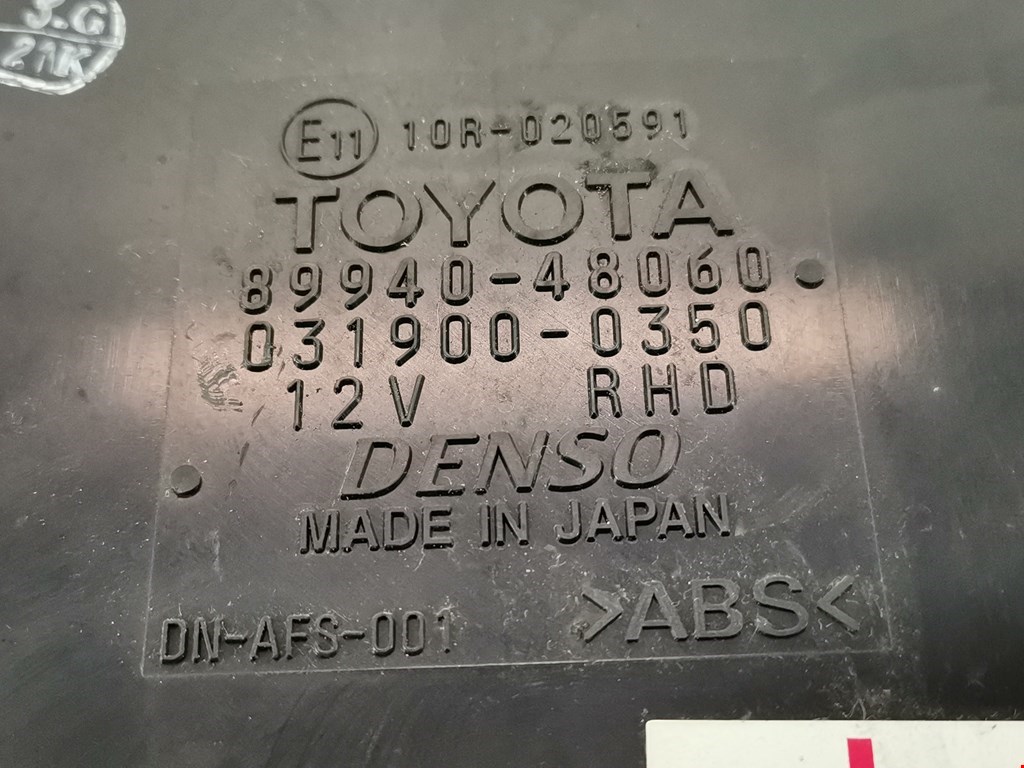 3.G
21K
E11 10R-020591
TOYOTA
89940-48060
031900-0350
12V RHD
DENSO
MADE IN JAPAN
DN-AFS-001 >ABS<